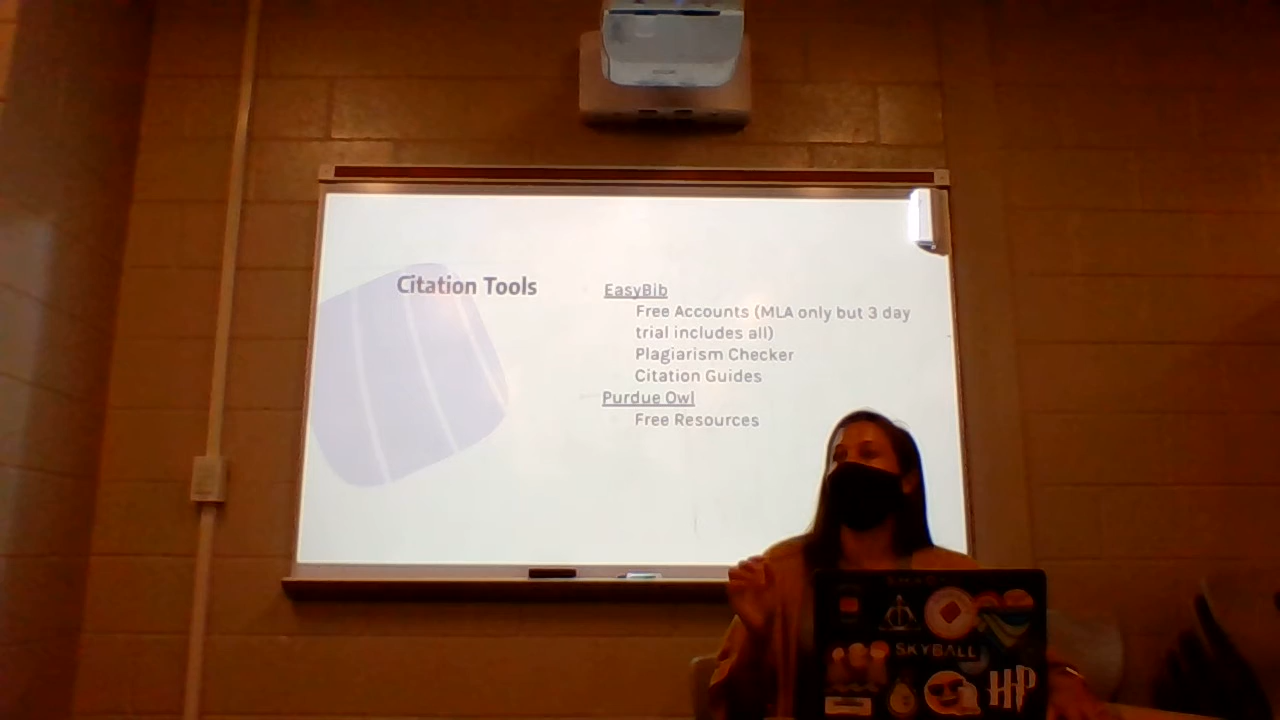 Citation Tools
EasyBib
Free Accounts (MLA only but 3 day
trial includes all)
Plagiarism Checker
Citation Guides
Purdue Owl
Free Resources
SKYBALL
HP